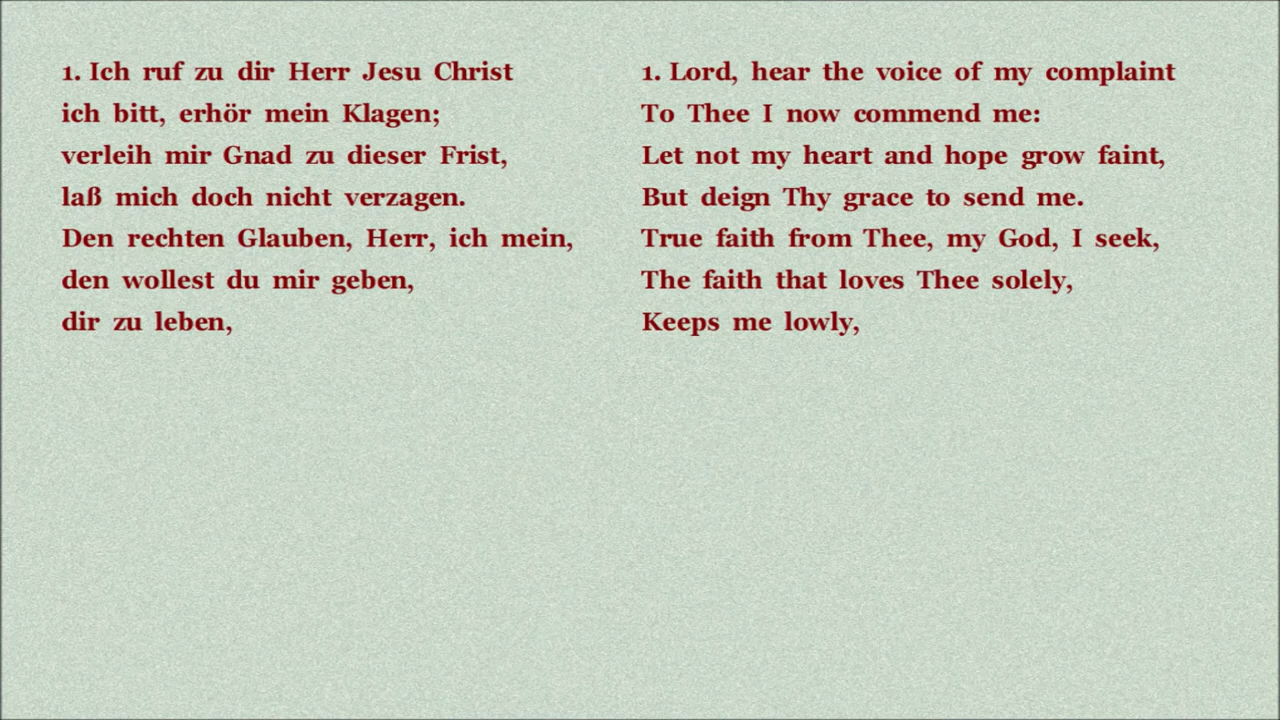 1. Ich ruf zu dir Herr Jesu Christ
ich bitt, erhör mein Klagen;
verleih mir Gnad zu dieser Frist,
laß mich doch nicht verzagen.
Den rechten Glauben, Herr, ich mein,
den wollest du mir geben,
dir zu leben,
1. Lord, hear the voice of my complaint
To Thee I now commend me:
Let not my heart and hope grow faint,
But deign Thy grace to send me.
True faith from Thee, my God, I seek,
The faith that loves Thee solely,
Keeps me lowly,